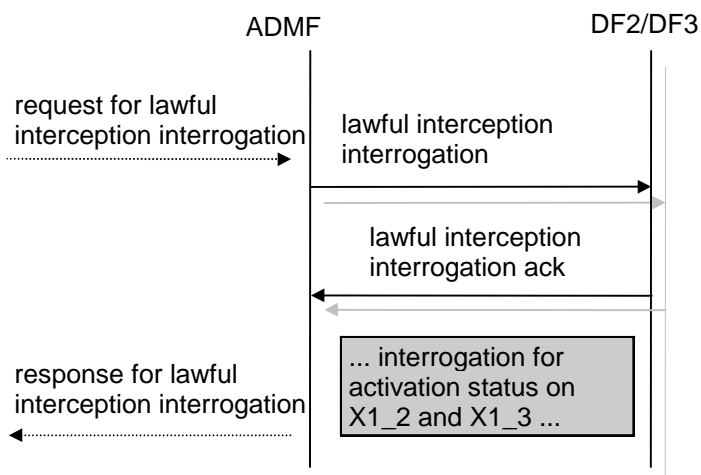 ADMF
DF2/DF3
request for lawful
interception interrogation
lawful interception
interrogation
lawful interception
interrogation ack
... interrogation for
activation status on
X1_2 and X1_3 ...
response for lawful
interception interrogation